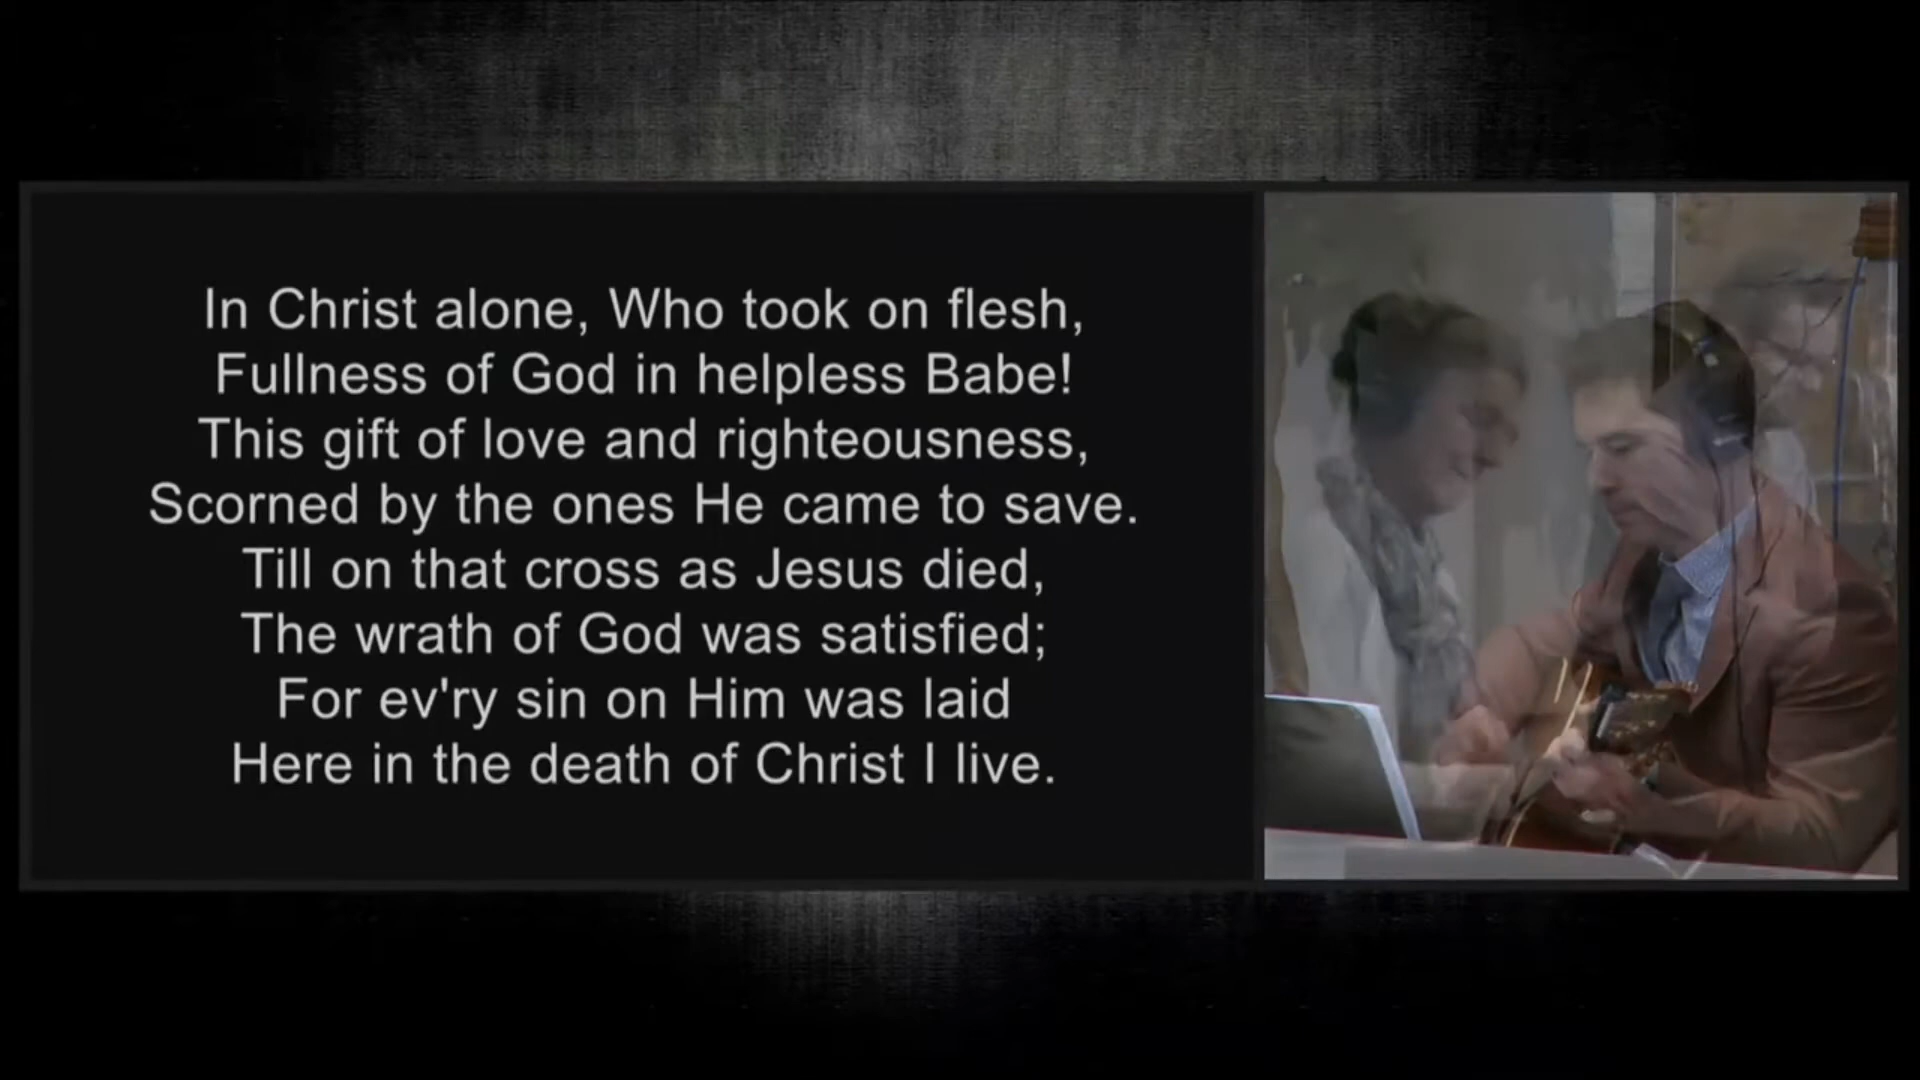 In Christ alone, Who took on flesh,
Fullness of God in helpless Babe!
This gift of love and righteousness,
Scorned by the ones He came to save.
Till on that cross as Jesus died,
The wrath of God was satisfied;
For ev'ry sin on Him was laid
Here in the death of Christ I live.